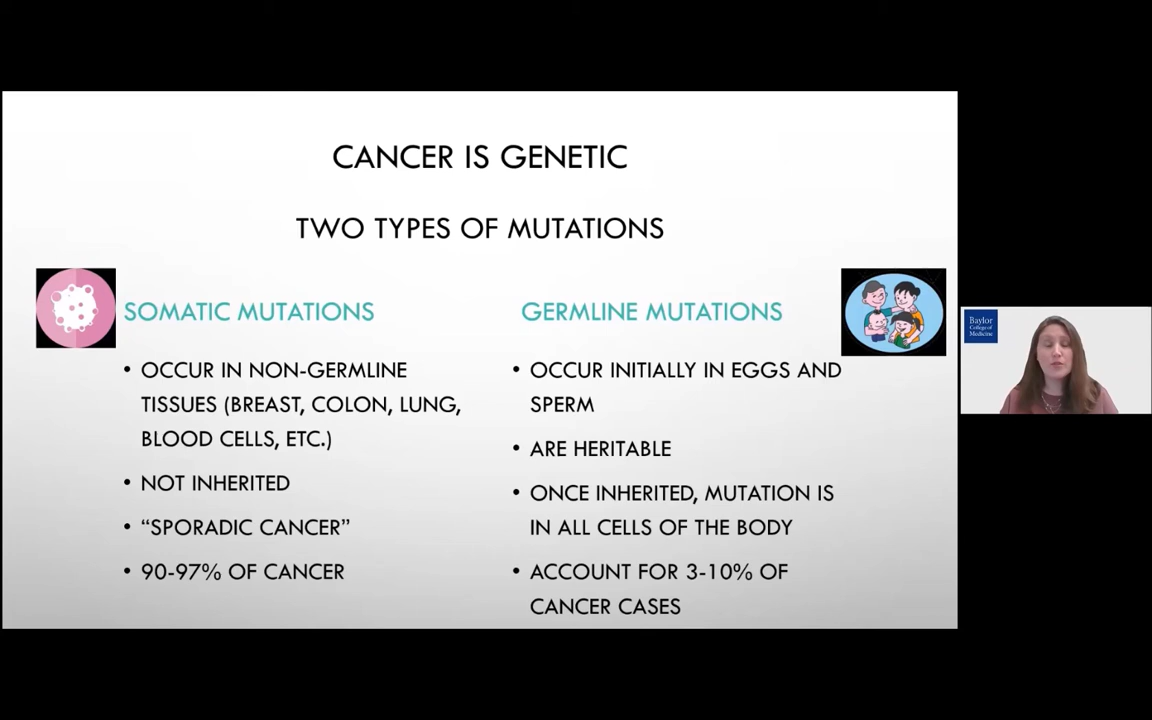 CANCER IS GENETIC
TWO TYPES OF MUTATIONS
SOMATIC MUTATIONS
• OCCUR IN NON-GERMLINE
TISSUES (BREAST, COLON, LUNG,
BLOOD CELLS, ETC.)
• NOT INHERITED
• “SPORADIC CANCER”
• 90-97% OF CANCER
GERMLINE MUTATIONS
• OCCUR INITIALLY IN EGGS AND
SPERM
• ARE HERITABLE
• ONCE INHERITED, MUTATION IS
IN ALL CELLS OF THE BODY
• ACCOUNT FOR 3-10% OF
CANCER CASES
Baylor
College of
Medicine